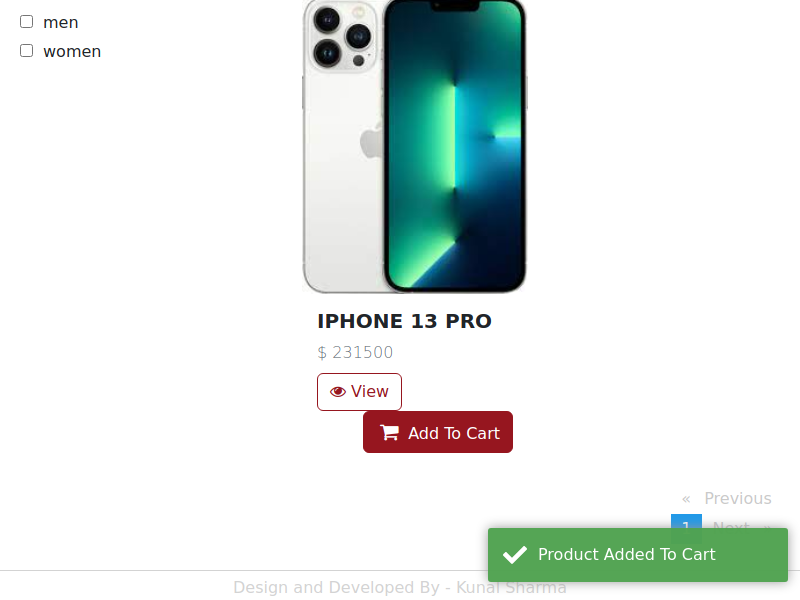 men
women
IPHONE 13 PRO
$ 231500
View
Add To Cart
« Previous
1 Next »
Product Added To Cart
Design and Developed By - Kunal Sharma